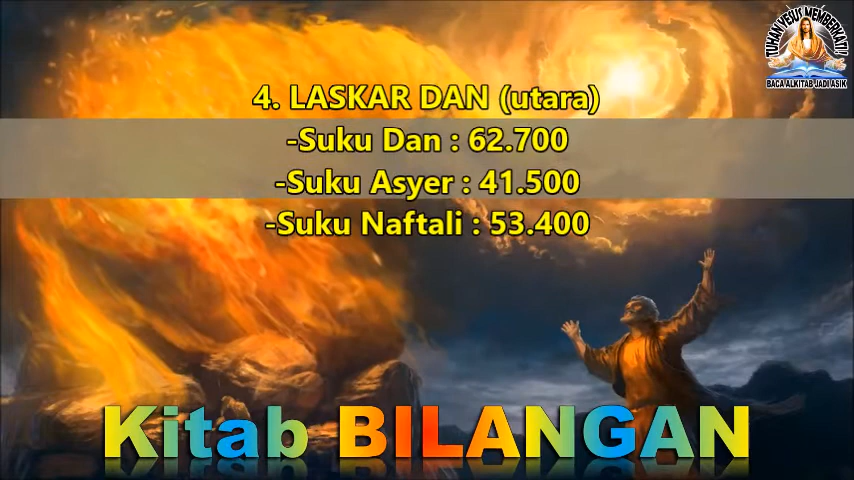 TUHAN YESUS MEMBERKATI!
BACA ALKITAB JADI ASIK
4. LASKAR DAN (utara)
-Suku Dan : 62.700
-Suku Asyer : 41.500
-Suku Naftali : 53.400
Kitab BILANGAN